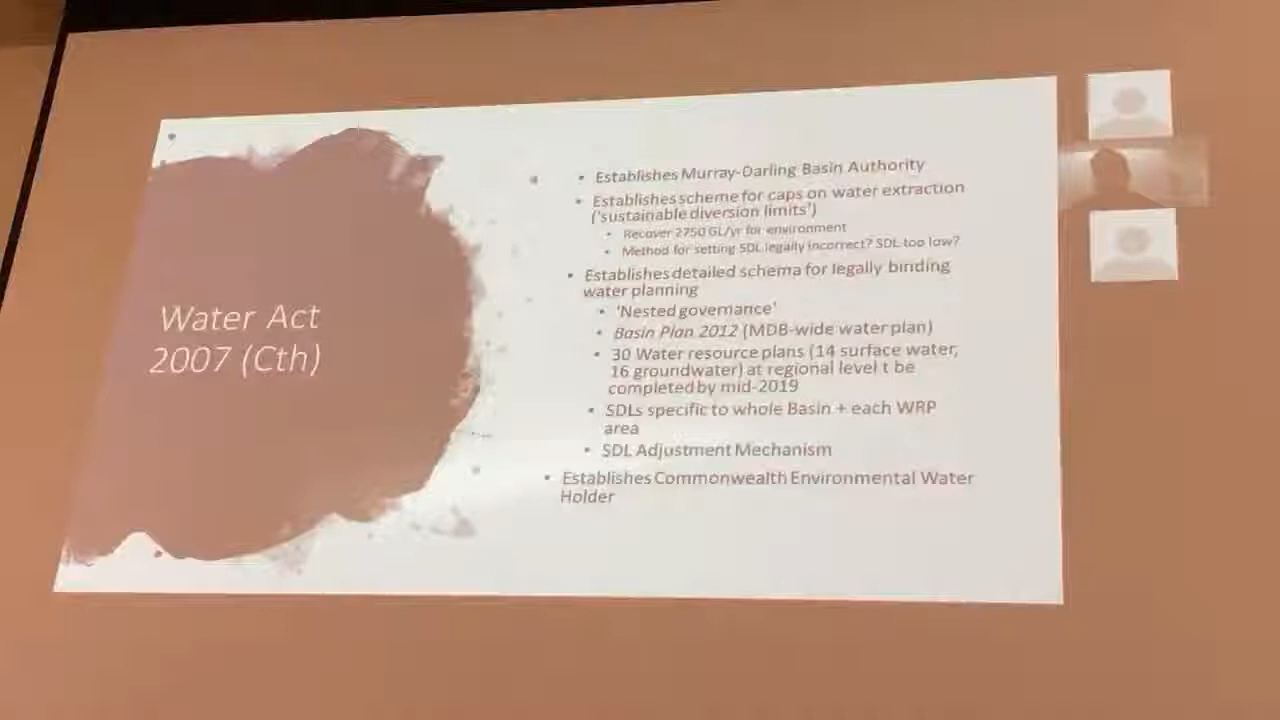 Water Act
2007 (Cth)
• Establishes Murray-Darling Basin Authority
• Establishes scheme for caps on water extraction
('sustainable diversion limits')
• Recover 2750 GL/yr for environment
• Method for setting SDL legally incorrect? SDL too low?
• Establishes detailed schema for legally binding
water planning
• 'Nested governance'
• Basin Plan 2012 (MDB-wide water plan)
• 30 Water resource plans (14 surface water,
16 groundwater) at regional level t be
completed by mid-2019
• SDLs specific to whole Basin + each WRP
area
• SDL Adjustment Mechanism
• Establishes Commonwealth Environmental Water
Holder